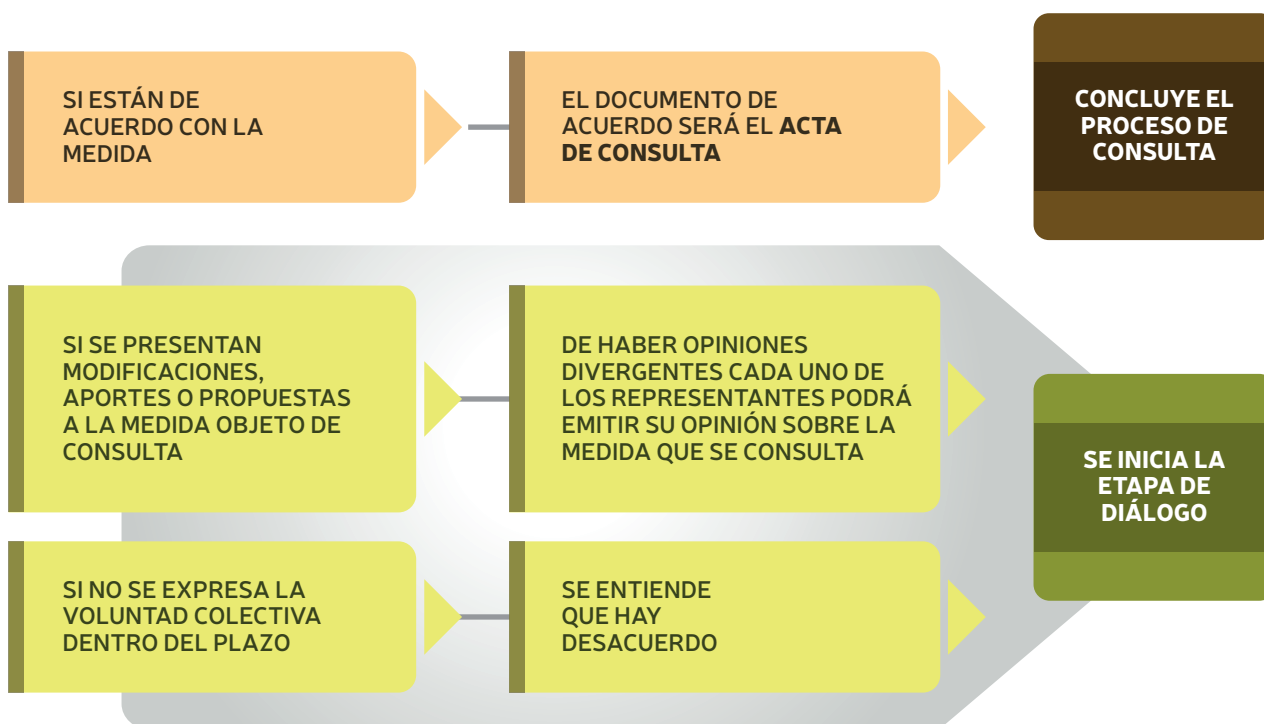 SI ESTÁN DE
ACUERDO CON LA
MEDIDA
EL DOCUMENTO DE
ACUERDO SERÁ EL ACTA
DE CONSULTA
CONCLUYE EL
PROCESO DE
CONSULTA
SI SE PRESENTAN
MODIFICACIONES,
APORTES O PROPUESTAS
A LA MEDIDA OBJETO DE
CONSULTA
DE HABER OPINIONES
DIVERGENTES CADA UNO DE
LOS REPRESENTANTES PODRÁ
EMITIR SU OPINIÓN SOBRE LA
MEDIDA QUE SE CONSULTA
SI NO SE EXPRESA LA
VOLUNTAD COLECTIVA
DENTRO DEL PLAZO
SE ENTIENDE
QUE HAY
DESACUERDO
SE INICIA LA
ETAPA DE
DIÁLOGO